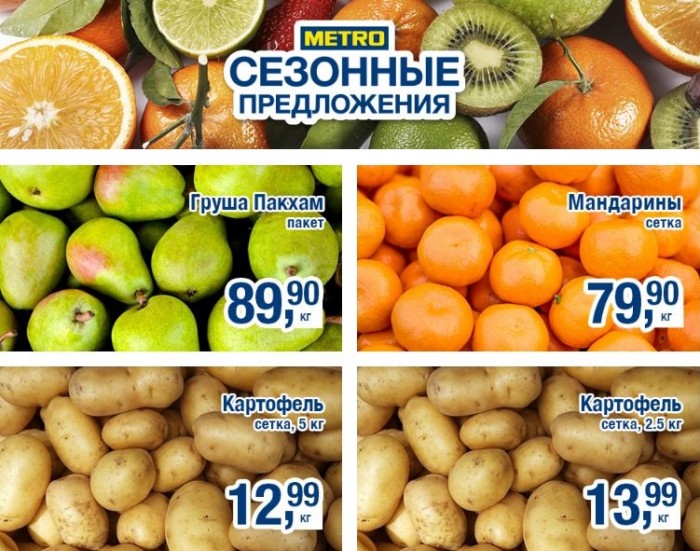 METRO
СЕЗОННЫЕ
ПРЕДЛОЖЕНИЯ
Груша Пакхам
пакет
89,90
кг
Мандарины
сетка
79,90
кг
Картофель
сетка, 5 кг
12,99
кг
Картофель
сетка, 2.5 кг
13,99
кг